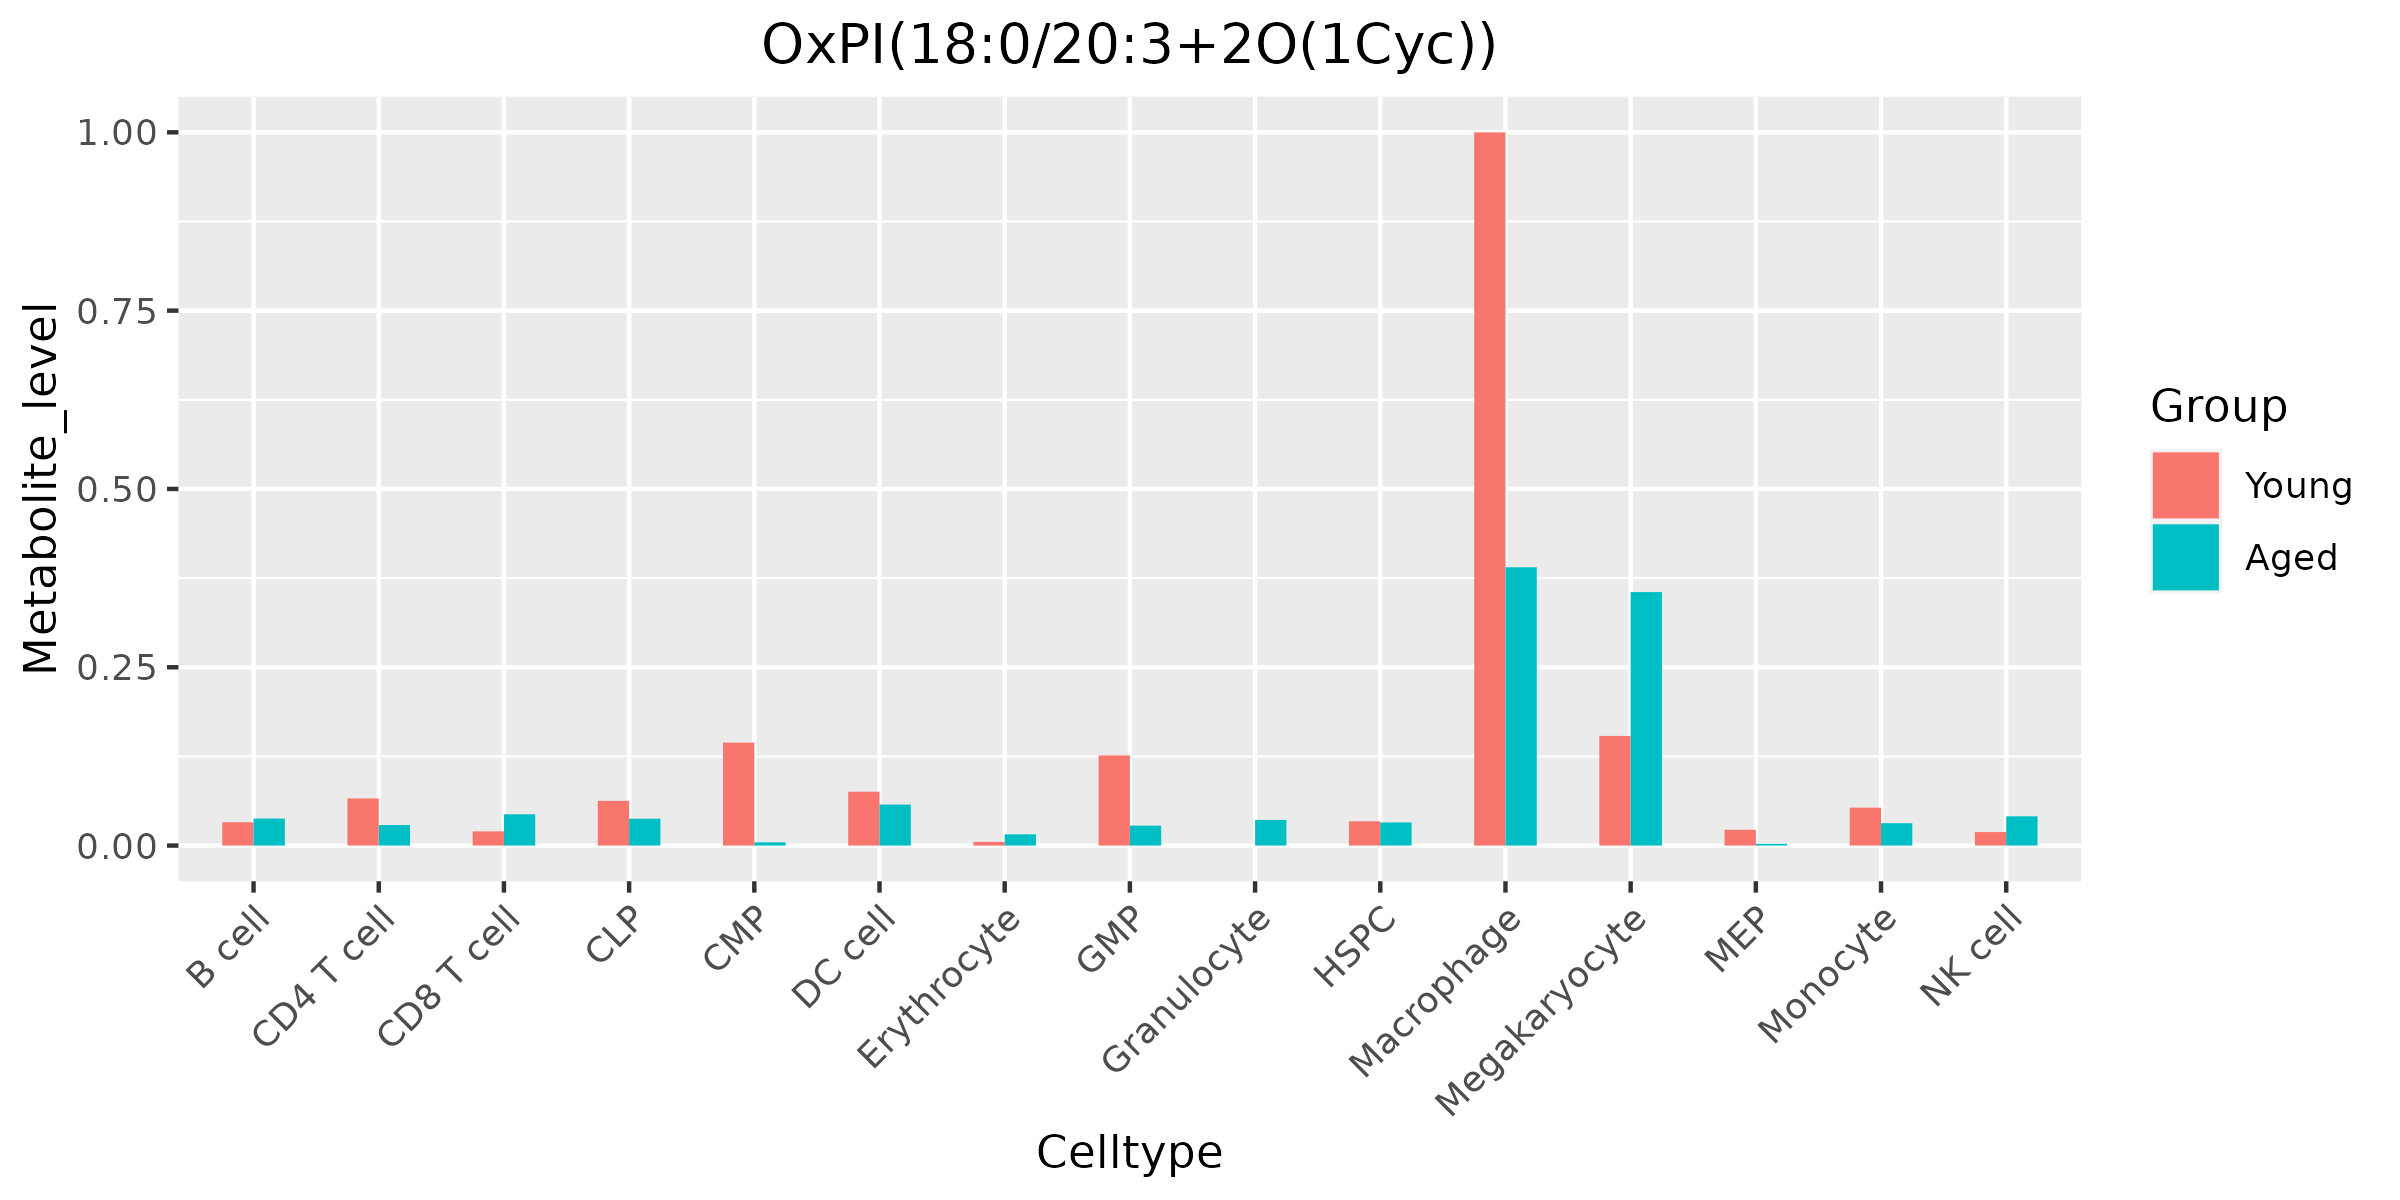 OxPI(18:0/20:3+2O(1Cyc))
Metabolite_level
1.00
0.75
0.50
0.25
0.00
B cell
CD4 T cell
CD8 T cell
CLP
CMP
DC cell
Erythrocyte
GMP
Granulocyte
HSPC
Macrophage
Megakaryocyte
MEP
Monocyte
NK cell
Celltype
Group
Young
Aged